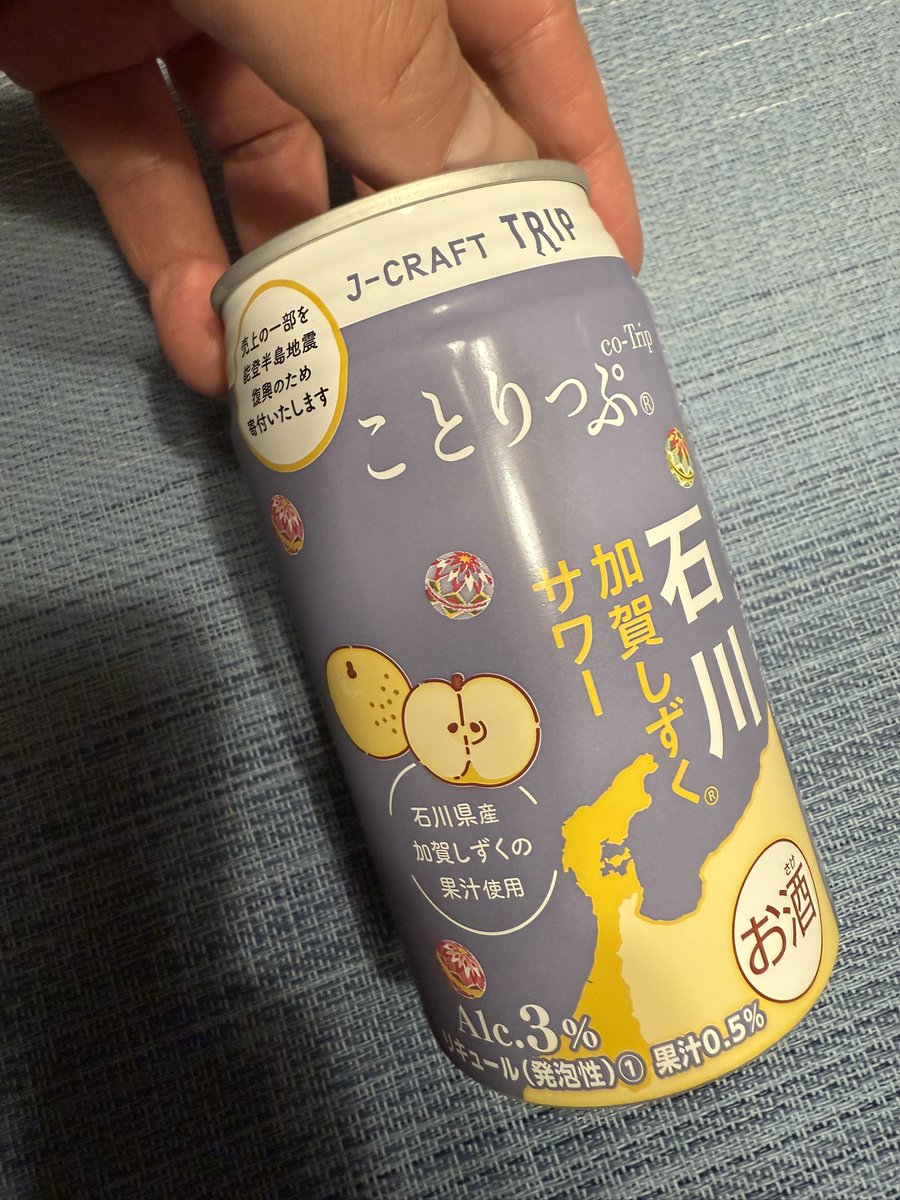 J-CRAFT TRIP
売上の一部を
能登半島地震
復興のため
寄付いたします
co-Trip
ことりっぷ®
石川
加賀しずく®
サワー
石川県産
加賀しずくの
果汁使用
さけ
お酒
Alc.3%
リキュール(発泡性)① 果汁0.5%